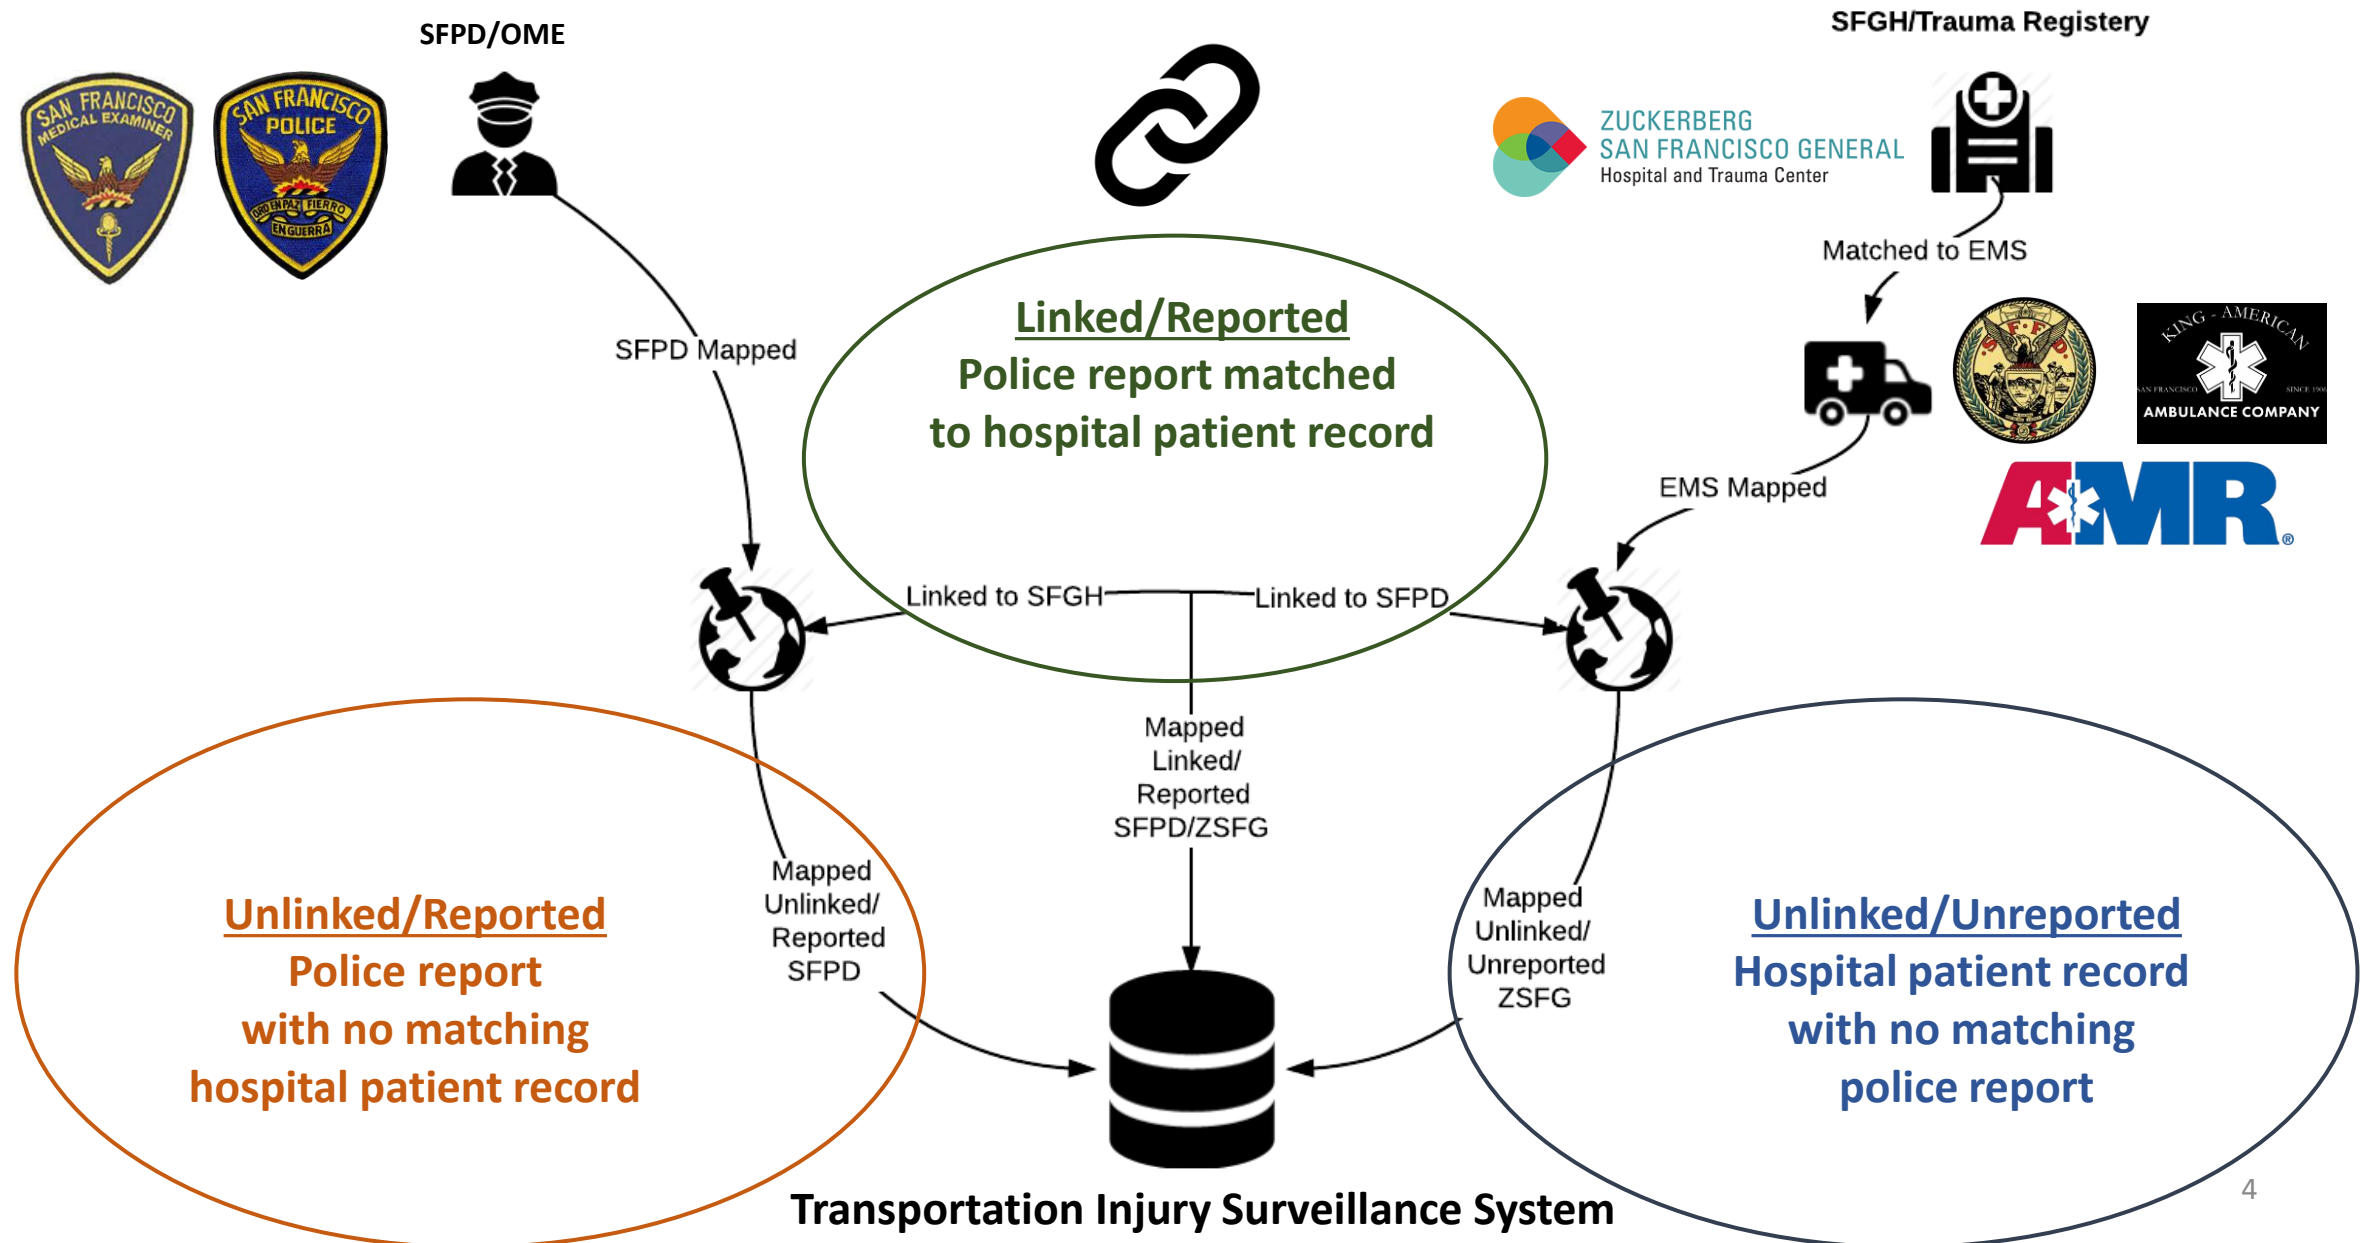 SFPD/OME
SFGH/Trauma Registery
SAN FRANCISCO
MEDICAL EXAMINER
SAN FRANCISCO
POLICE
ORO EN PAZ FIERRO
EN GUERRA
ZUCKERBERG
SAN FRANCISCO GENERAL
Hospital and Trauma Center
Matched to EMS
SFPD Mapped
Linked/Reported
Police report matched
to hospital patient record
S.F.F.D.
KING - AMERICAN
SAN FRANCISCO
SINCE 1906
AMBULANCE COMPANY
EMS Mapped
AMR®
Linked to SFGH
Linked to SFPD
Mapped
Linked/
Reported
SFPD/ZSFG
Mapped
Unlinked/
Reported
SFPD
Mapped
Unlinked/
Unreported
ZSFG
Unlinked/Reported
Police report
with no matching
hospital patient record
Unlinked/Unreported
Hospital patient record
with no matching
police report
Transportation Injury Surveillance System
4